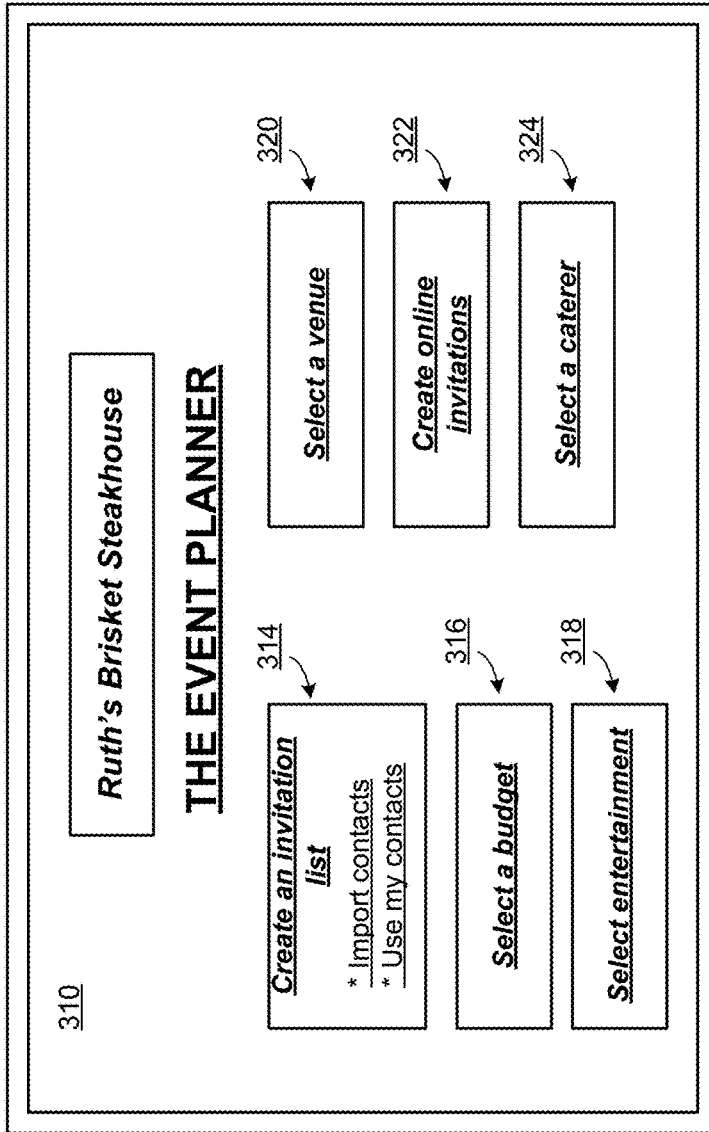 310
Ruth's Brisket Steakhouse
THE EVENT PLANNER
314
Create an invitation
list
* Import contacts
* Use my contacts
316
Select a budget
318
Select entertainment
320
Select a venue
322
Create online
invitations
324
Select a caterer